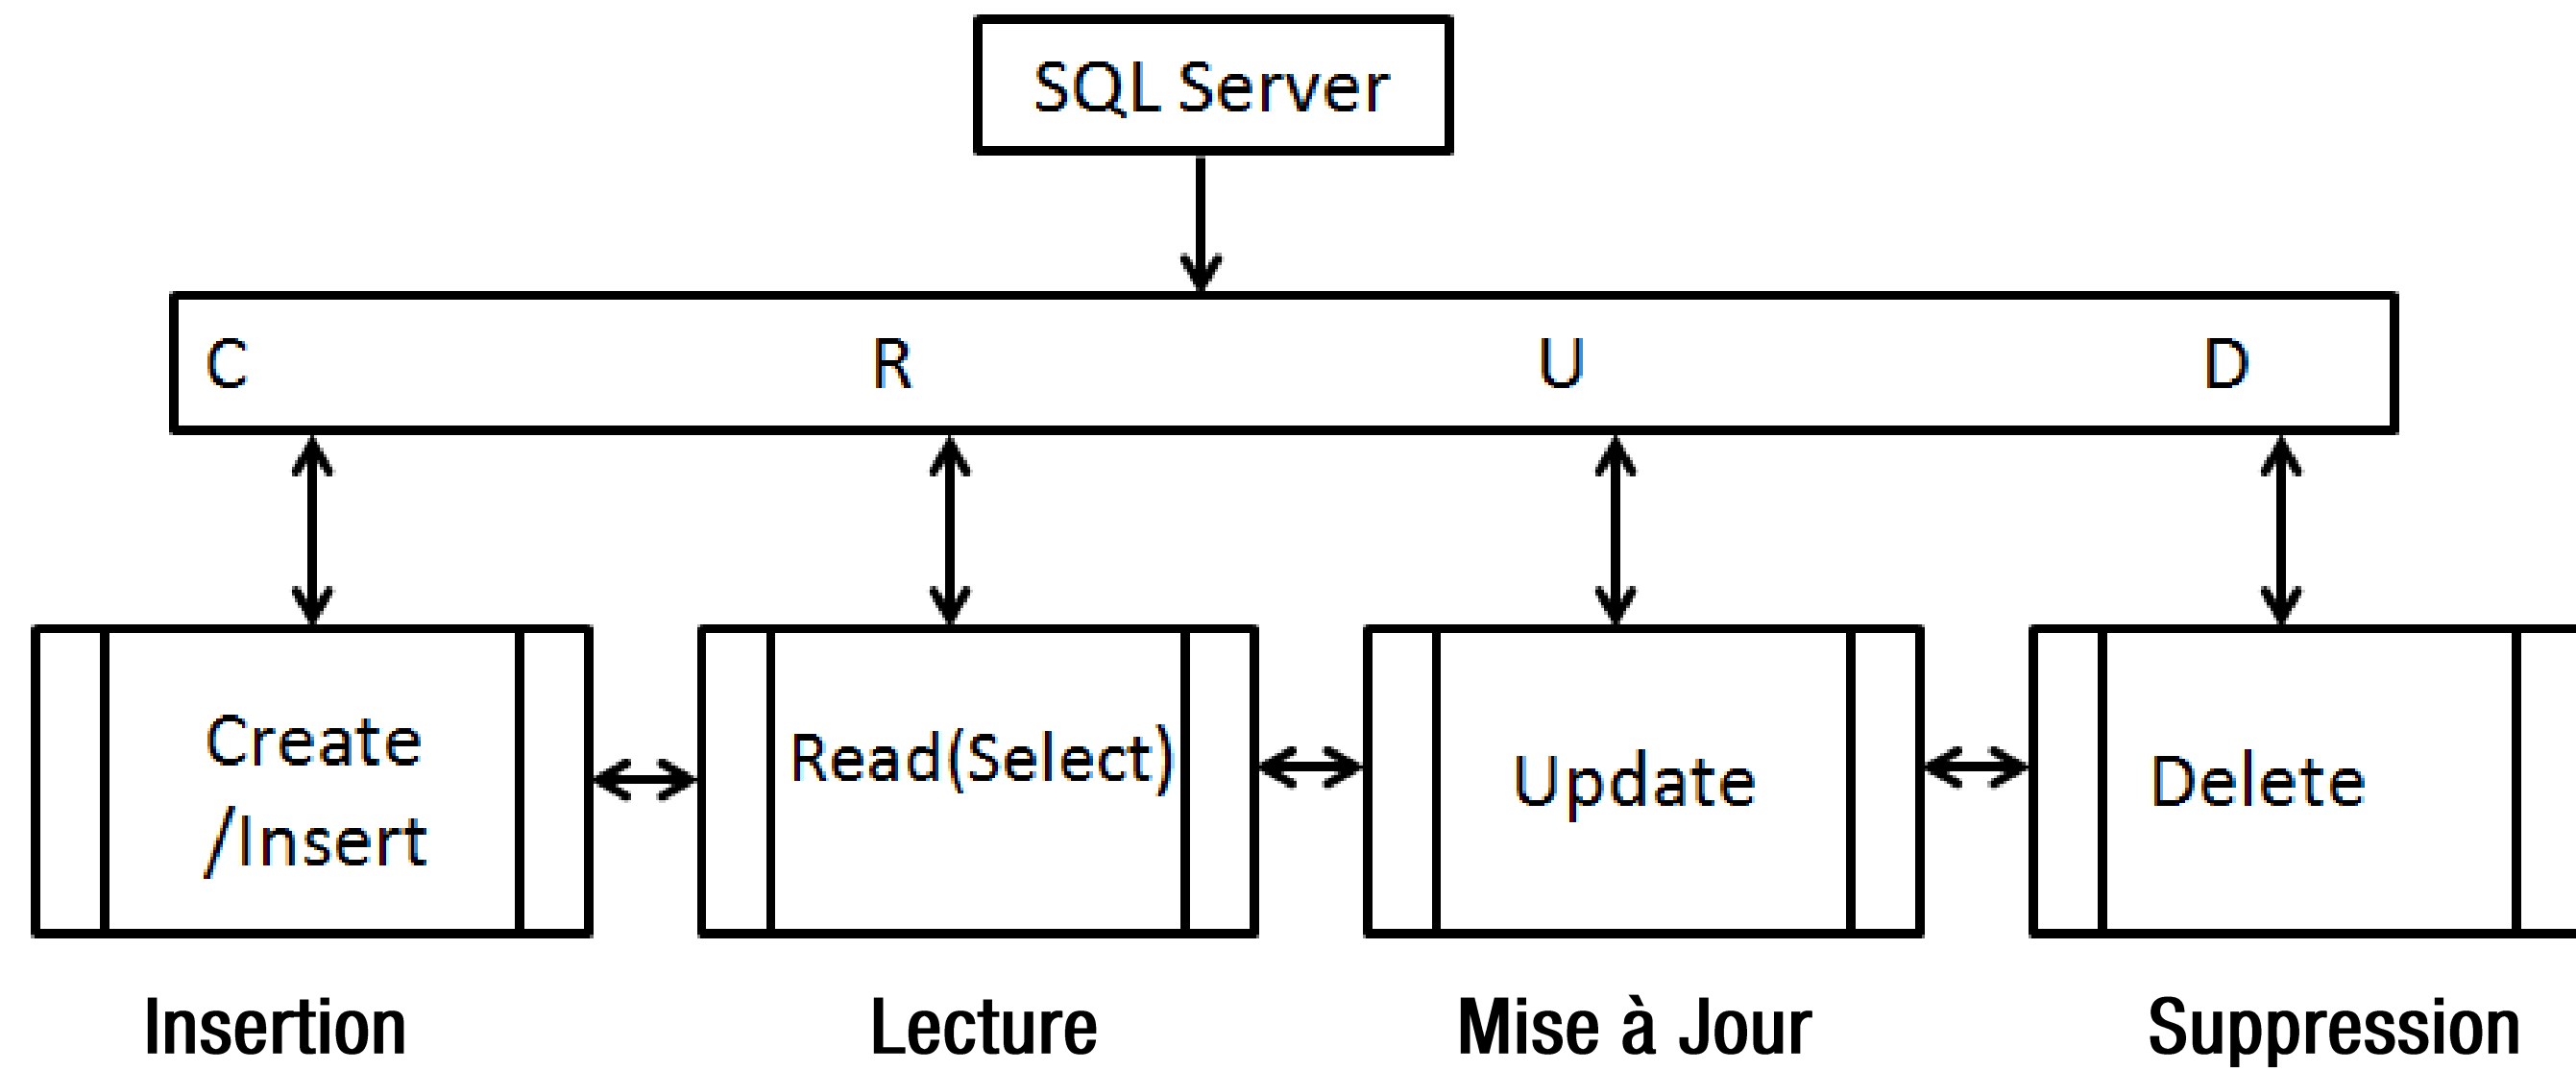 SQL Server
C R U D
Create
/Insert
Read(Select)
Update
Delete
Insertion
Lecture
Mise à Jour
Suppression